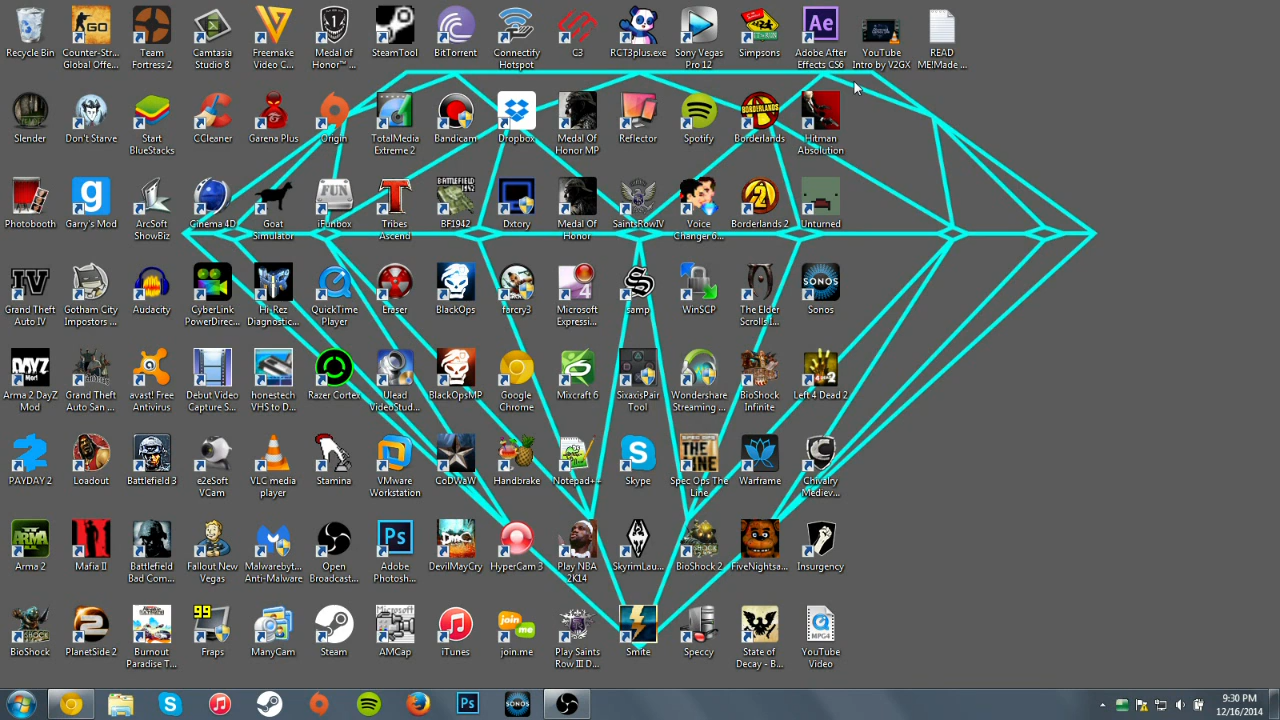 Recycle Bin
Counter-Str...
Global Offe...
Team
Fortress 2
Camtasia
Studio 8
Freemake
Video C...
Medal of
Honor™ ...
SteamTool
BitTorrent
Connectify
Hotspot
C3
RCT3plus.exe
Sony Vegas
Pro 12
Simpsons
Adobe After
Effects CS6
YouTube
Intro by V2GX
READ
ME!Made ...
Slender
Don't Starve
Start
BlueStacks
CCleaner
Garena Plus
Origin
TotalMedia
Extreme 2
Bandicam
Dropbox
Medal Of
Honor MP
Reflector
Spotify
Borderlands
Hitman
Absolution
Photobooth
Garry's Mod
ArcSoft
ShowBiz
Cinema 4D
Goat
Simulator
iFunbox
Tribes
Ascend
BF1942
Dxtory
Medal Of
Honor
SaintsRowIV
Voice
Changer 6...
Borderlands 2
Unturned
Grand Theft
Auto IV
Gotham City
Impostors ...
Audacity
CyberLink
PowerDirec...
Hi-Rez
Diagnostic...
QuickTime
Player
Eraser
BlackOps
farcry3
Microsoft
Expressi...
samp
WinSCP
The Elder
Scrolls I...
Sonos
Arma 2 DayZ
Mod
Grand Theft
Auto San ...
avast! Free
Antivirus
Debut Video
Capture S...
honestech
VHS to D...
Razer Cortex
Ulead
VideoStud...
BlackOpsMP
Google
Chrome
Mixcraft 6
SixaxisPair
Tool
Wondershare
Streaming ...
BioShock
Infinite
Left 4 Dead 2
PAYDAY 2
Loadout
Battlefield 3
e2eSoft
VCam
VLC media
player
Stamina
VMware
Workstation
CoDWaW
Handbrake
Notepad++
Skype
Spec Ops The
Line
Warframe
Chivalry
Mediev...
Arma 2
Mafia II
Battlefield
Bad Com...
Fallout New
Vegas
Malwarebyt...
Anti-Malware
Open
Broadcast...
Adobe
Photosh...
DevilMayCry
HyperCam 3
Play NBA
2K14
SkyrimLau...
BioShock 2
FiveNightsa...
Insurgency
BioShock
PlanetSide 2
Burnout
Paradise T...
Fraps
ManyCam
Steam
AMCap
iTunes
join.me
Play Saints
Row III D...
Smite
Speccy
State of
Decay - B...
YouTube
Video
9:30 PM
12/16/2014